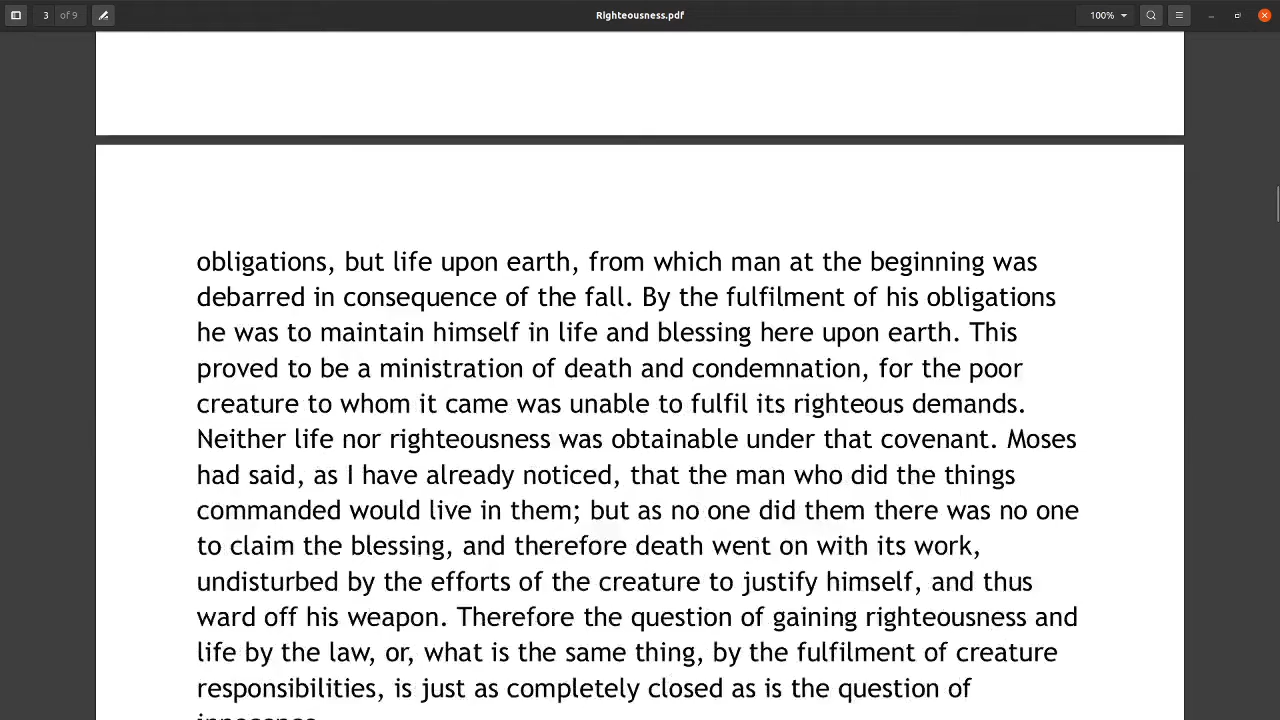 3 of 9
Righteousness.pdf
100%
obligations, but life upon earth, from which man at the beginning was
debarred in consequence of the fall. By the fulfilment of his obligations
he was to maintain himself in life and blessing here upon earth. This
proved to be a ministration of death and condemnation, for the poor
creature to whom it came was unable to fulfil its righteous demands.
Neither life nor righteousness was obtainable under that covenant. Moses
had said, as I have already noticed, that the man who did the things
commanded would live in them; but as no one did them there was no one
to claim the blessing, and therefore death went on with its work,
undisturbed by the efforts of the creature to justify himself, and thus
ward off his weapon. Therefore the question of gaining righteousness and
life by the law, or, what is the same thing, by the fulfilment of creature
responsibilities, is just as completely closed as is the question of